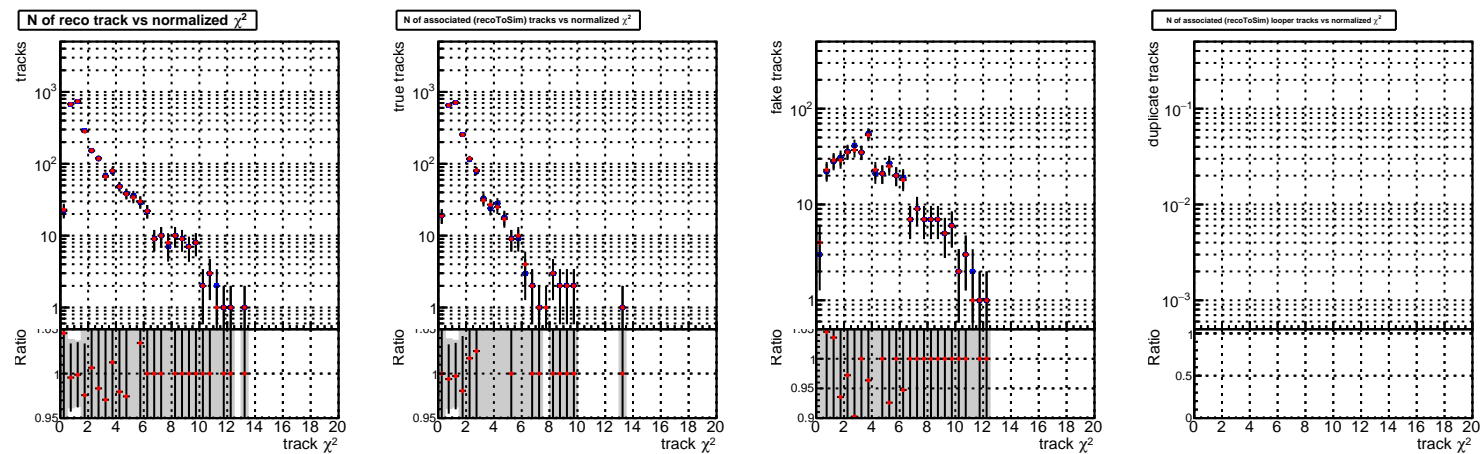 N of reco track vs normalized χ²
tracks
10³
10²
10
1
Ratio
1.05
1
0.95
0 2 4 6 8 10 12 14 16 18 20
track χ²
N of associated (recoToSim) tracks vs normalized χ²
true tracks
10³
10²
10
1
Ratio
1.05
1
0.95
0 2 4 6 8 10 12 14 16 18 20
track χ²
fake tracks
10²
10
1
Ratio
1.05
1
0.95
0.9
0 2 4 6 8 10 12 14 16 18 20
track χ²
N of associated (recoToSim) looper tracks vs normalized χ²
duplicate tracks
10⁻¹
10⁻²
10⁻³
Ratio
1
0.5
0
0 2 4 6 8 10 12 14 16 18 20
track χ²